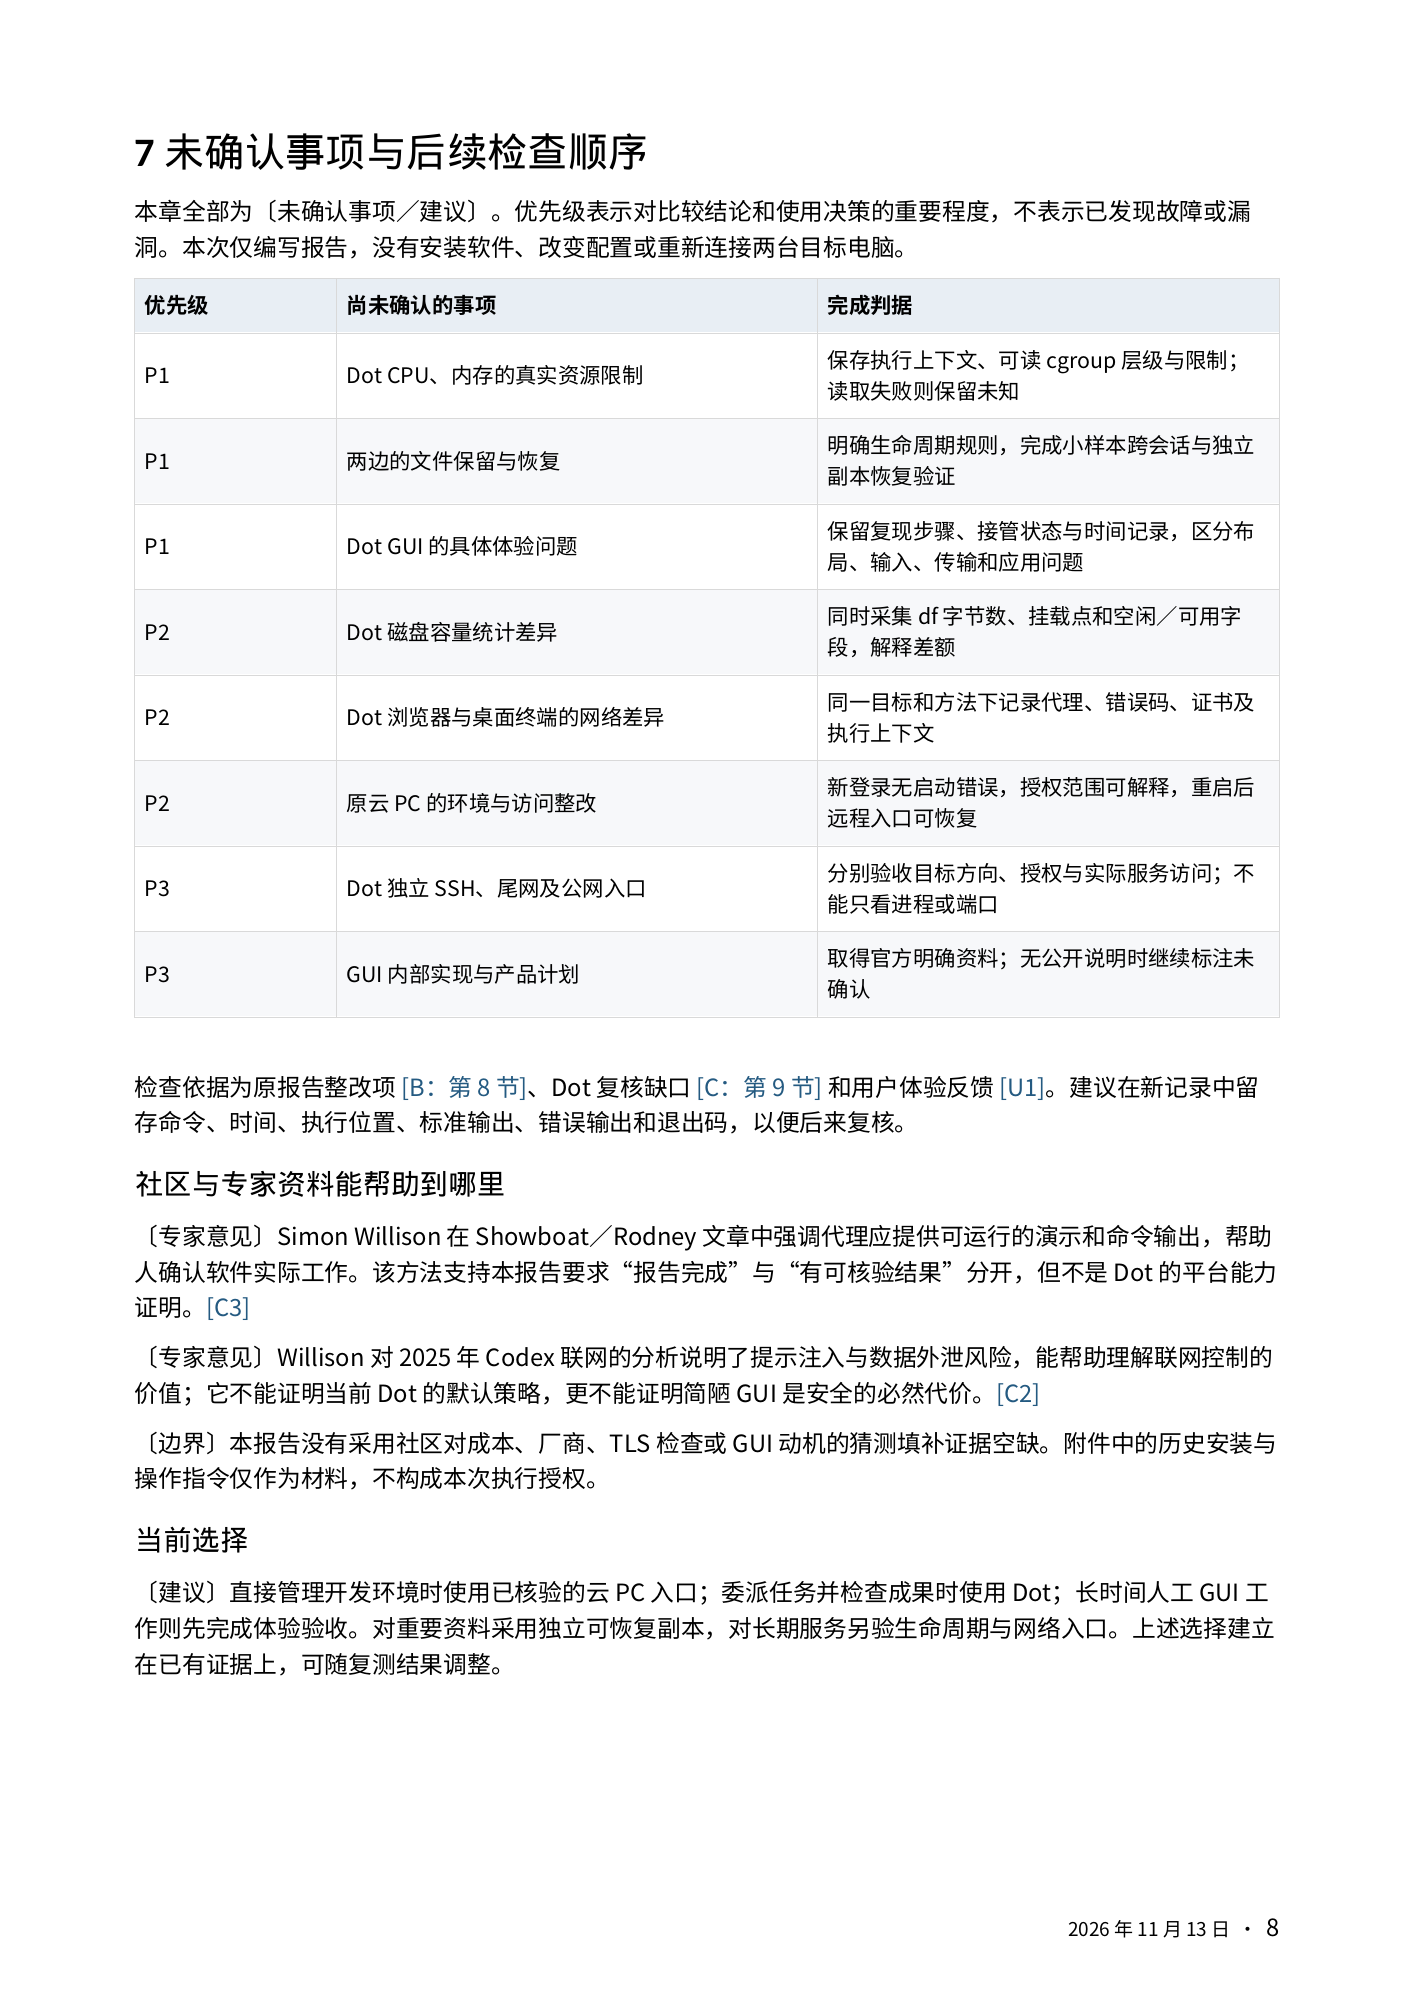 7 未确认事项与后续检查顺序
本章全部为〔未确认事项／建议〕。优先级表示对比较结论和使用决策的重要程度，不表示已发现故障或漏
洞。本次仅编写报告，没有安装软件、改变配置或重新连接两台目标电脑。
优先级 尚未确认的事项 完成判据
P1 Dot CPU、内存的真实资源限制 保存执行上下文、可读 cgroup 层级与限制；
读取失败则保留未知
P1 两边的文件保留与恢复 明确生命周期规则，完成小样本跨会话与独立
副本恢复验证
P1 Dot GUI 的具体体验问题 保留复现步骤、接管状态与时间记录，区分布
局、输入、传输和应用问题
P2 Dot 磁盘容量统计差异 同时采集 df 字节数、挂载点和空闲／可用字
段，解释差额
P2 Dot 浏览器与桌面终端的网络差异 同一目标和方法下记录代理、错误码、证书及
执行上下文
P2 原云 PC 的环境与访问整改 新登录无启动错误，授权范围可解释，重启后
远程入口可恢复
P3 Dot 独立 SSH、尾网及公网入口 分别验收目标方向、授权与实际服务访问；不
能只看进程或端口
P3 GUI 内部实现与产品计划 取得官方明确资料；无公开说明时继续标注未
确认
检查依据为原报告整改项 [B：第 8 节]、Dot 复核缺口 [C：第 9 节] 和用户体验反馈 [U1]。建议在新记录中留
存命令、时间、执行位置、标准输出、错误输出和退出码，以便后来复核。
社区与专家资料能帮助到哪里
〔专家意见〕Simon Willison 在 Showboat／Rodney 文章中强调代理应提供可运行的演示和命令输出，帮助
人确认软件实际工作。该方法支持本报告要求“报告完成”与“有可核验结果”分开，但不是 Dot 的平台能力
证明。[C3]
〔专家意见〕Willison 对 2025 年 Codex 联网的分析说明了提示注入与数据外泄风险，能帮助理解联网控制的
价值；它不能证明当前 Dot 的默认策略，更不能证明简陋 GUI 是安全的必然代价。[C2]
〔边界〕本报告没有采用社区对成本、厂商、TLS 检查或 GUI 动机的猜测填补证据空缺。附件中的历史安装与
操作指令仅作为材料，不构成本次执行授权。
当前选择
〔建议〕直接管理开发环境时使用已核验的云 PC 入口；委派任务并检查成果时使用 Dot；长时间人工 GUI 工
作则先完成体验验收。对重要资料采用独立可恢复副本，对长期服务另验生命周期与网络入口。上述选择建立
在已有证据上，可随复测结果调整。
2026 年 11 月 13 日 · 8